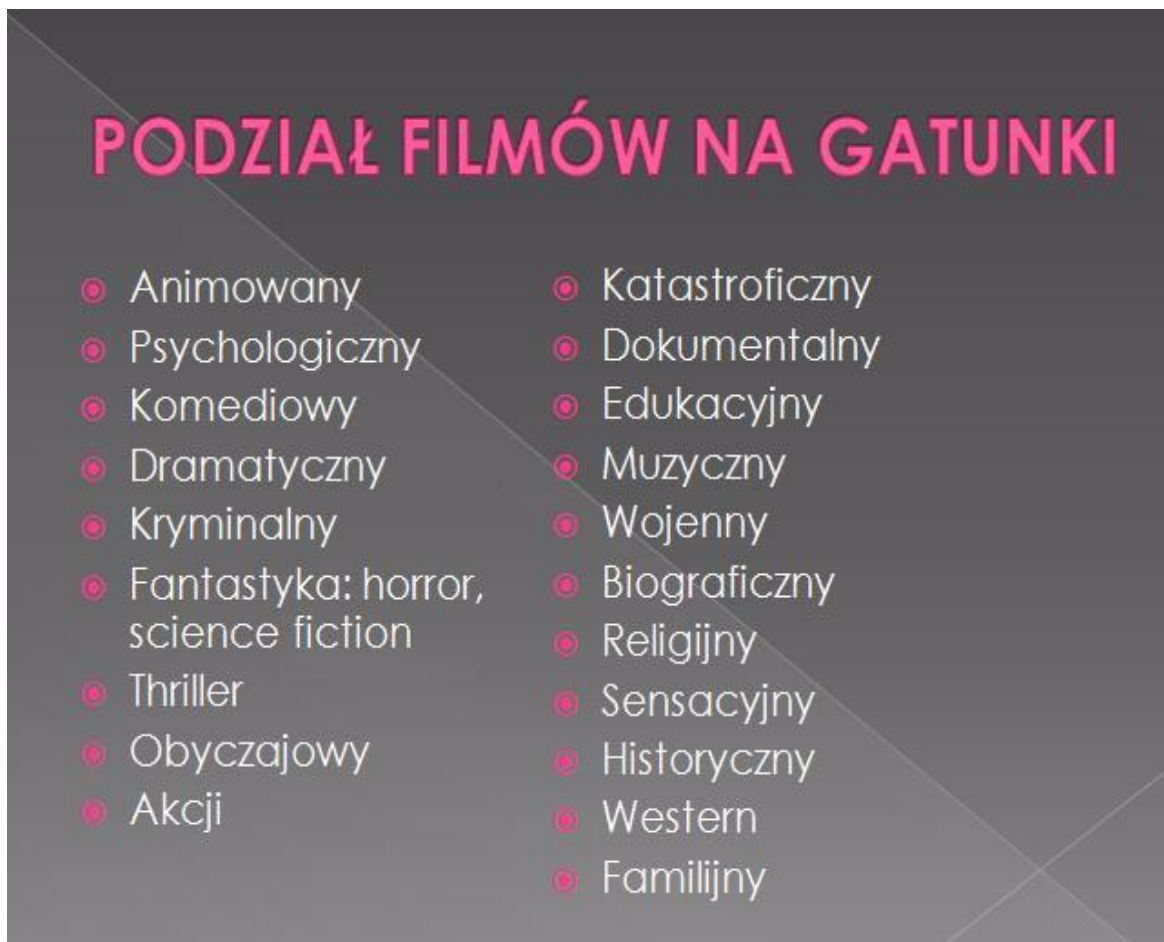 PODZIAŁ FILMÓW NA GATUNKI
Animowany
Psychologiczny
Komediowy
Dramatyczny
Kryminalny
Fantastyka: horror,
science fiction
Thriller
Obyczajowy
Akcji
Katastroficzny
Dokumentalny
Edukacyjny
Muzyczny
Wojenny
Biograficzny
Religijny
Sensacyjny
Historyczny
Western
Familijny